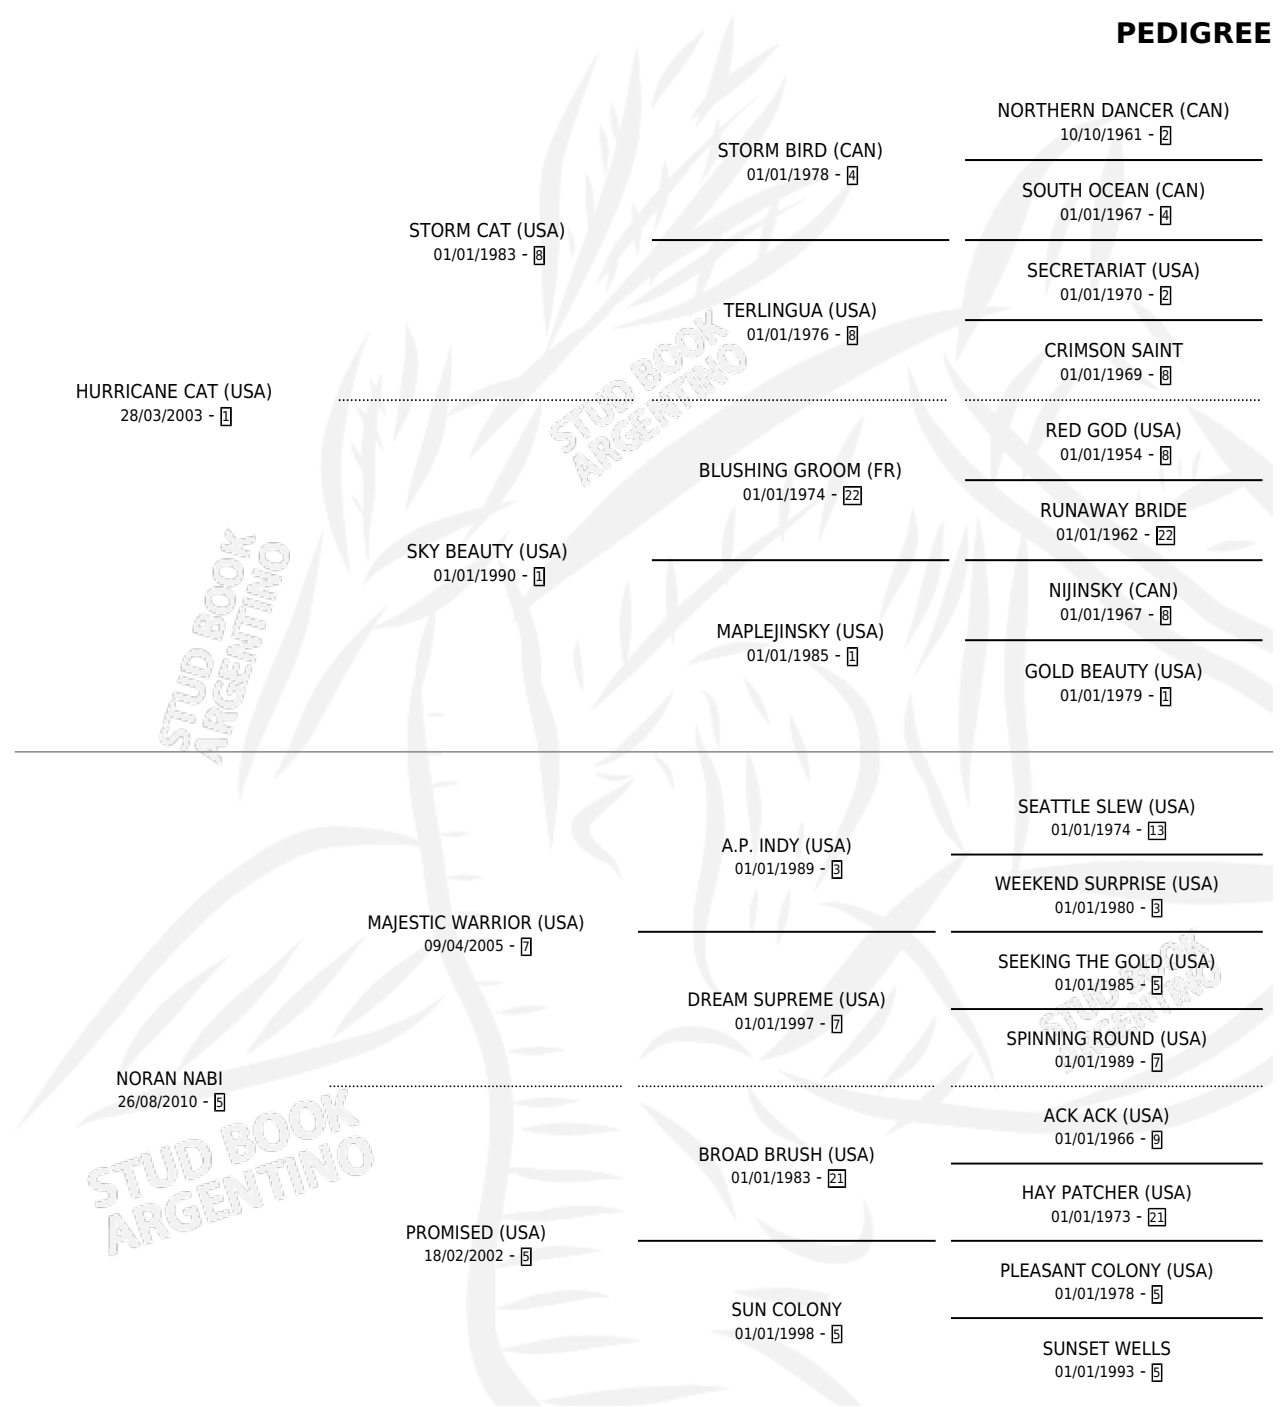 PEDIGREE
NORTHERN DANCER (CAN)
10/10/1961 - 2
STORM BIRD (CAN)
01/01/1978 - 4
SOUTH OCEAN (CAN)
01/01/1967 - 4
STORM CAT (USA)
01/01/1983 - 8
SECRETARIAT (USA)
01/01/1970 - 2
TERLINGUA (USA)
01/01/1976 - 8
CRIMSON SAINT
01/01/1969 - 8
HURRICANE CAT (USA)
28/03/2003 - 1
RED GOD (USA)
01/01/1954 - 8
BLUSHING GROOM (FR)
01/01/1974 - 22
RUNAWAY BRIDE
01/01/1962 - 22
SKY BEAUTY (USA)
01/01/1990 - 1
NIJINSKY (CAN)
01/01/1967 - 8
MAPLEJINSKY (USA)
01/01/1985 - 1
GOLD BEAUTY (USA)
01/01/1979 - 1
SEATTLE SLEW (USA)
01/01/1974 - 13
A.P. INDY (USA)
01/01/1989 - 3
WEEKEND SURPRISE (USA)
01/01/1980 - 3
MAJESTIC WARRIOR (USA)
09/04/2005 - 7
SEEKING THE GOLD (USA)
01/01/1985 - 5
DREAM SUPREME (USA)
01/01/1997 - 7
SPINNING ROUND (USA)
01/01/1989 - 7
NORAN NABI
26/08/2010 - 5
ACK ACK (USA)
01/01/1966 - 9
BROAD BRUSH (USA)
01/01/1983 - 21
HAY PATCHER (USA)
01/01/1973 - 21
PROMISED (USA)
18/02/2002 - 5
PLEASANT COLONY (USA)
01/01/1978 - 5
SUN COLONY
01/01/1998 - 5
SUNSET WELLS
01/01/1993 - 5
STUD BOOK
ARGENTINO
STUD BOOK
ARGENTINO
STUD BOOK
ARGENTINO
STUD BOOK
ARGENTINO